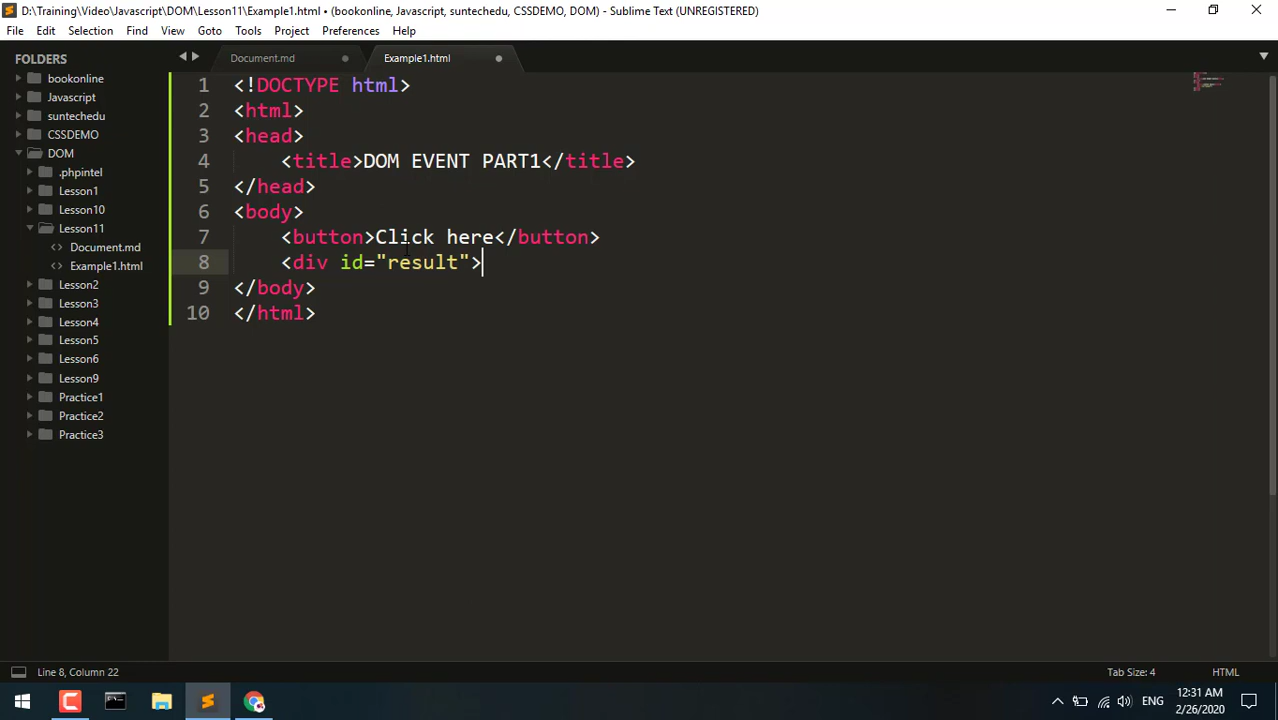 D:\Training\Video\Javascript\DOM\Lesson11\Example1.html • (bookonline, Javascript, suntechedu, CSSDEMO, DOM) - Sublime Text (UNREGISTERED)
File Edit Selection Find View Goto Tools Project Preferences Help
FOLDERS
bookonline
Javascript
suntechedu
CSSDEMO
DOM
.phpintel
Lesson1
Lesson10
Lesson11
Document.md
Example1.html
Lesson2
Lesson3
Lesson4
Lesson5
Lesson6
Lesson9
Practice1
Practice2
Practice3
Document.md
Example1.html
1 <!DOCTYPE html>
2 <html>
3 <head>
4 <title>DOM EVENT PART1</title>
5 </head>
6 <body>
7 <button>Click here</button>
8 <div id="result">
9 </body>
10 </html>
Line 8, Column 22
Tab Size: 4
HTML
ENG
12:31 AM
2/26/2020